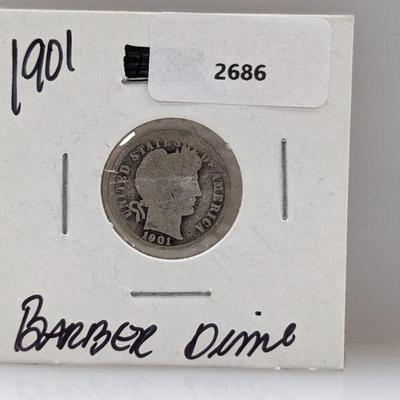 1901
2686
UNITED STATES OF AMERICA
1901
BARBER Dime